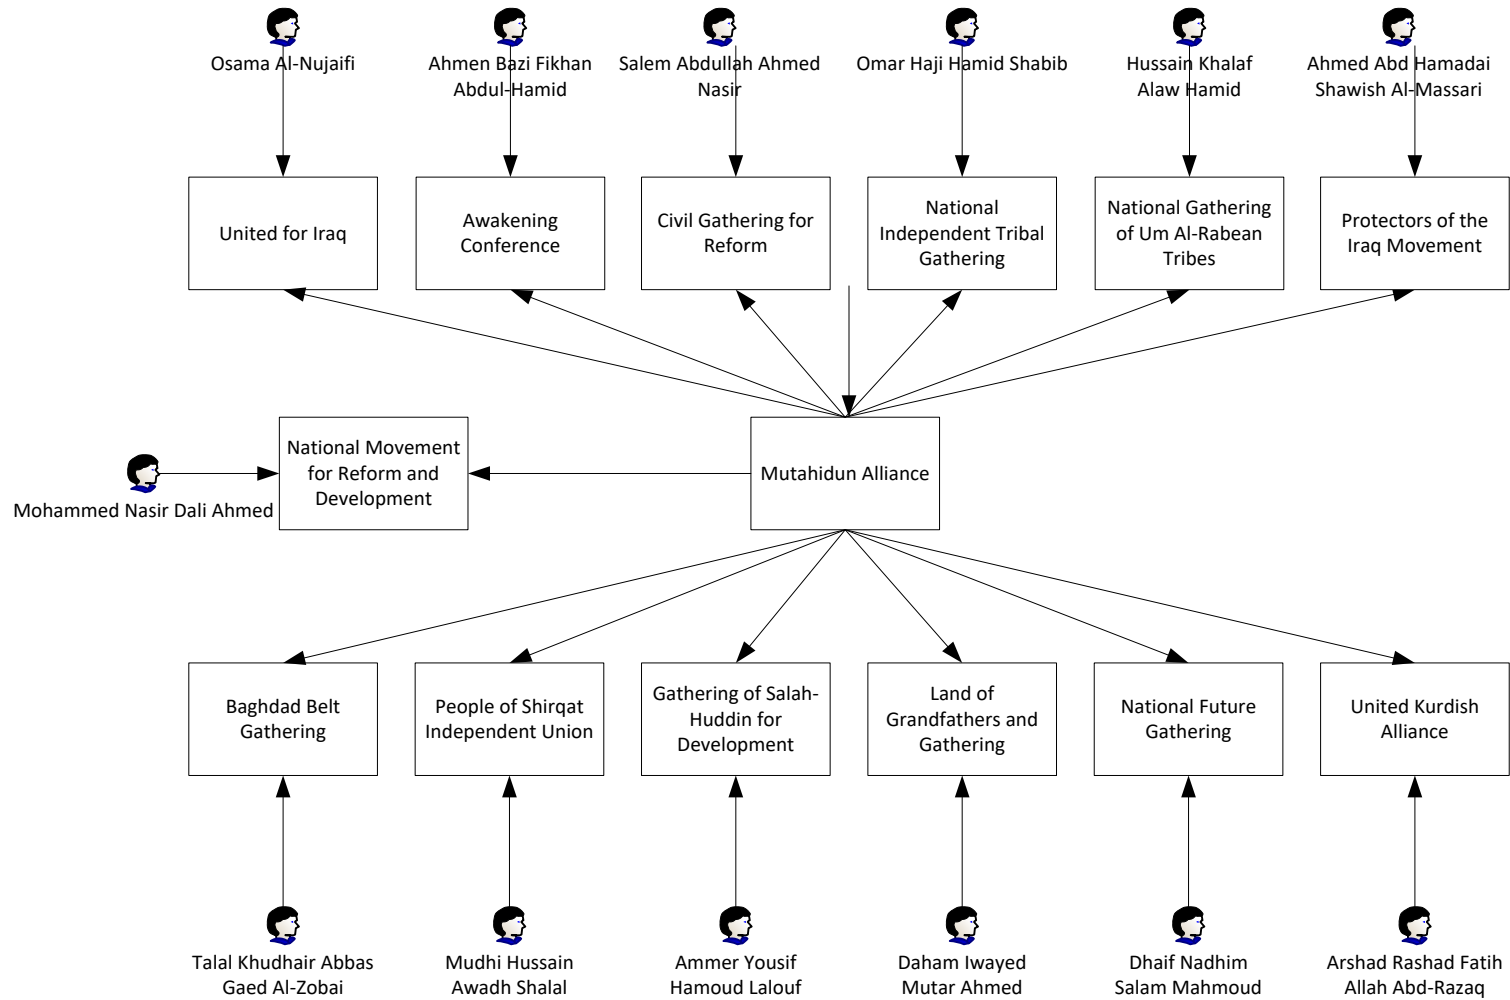 Osama Al-Nujaifi
Ahmen Bazi Fikhan
Abdul-Hamid
Salem Abdullah Ahmed
Nasir
Omar Haji Hamid Shabib
Hussain Khalaf
Alaw Hamid
Ahmed Abd Hamadai
Shawish Al-Massari
United for Iraq
Awakening
Conference
Civil Gathering for
Reform
National
Independent Tribal
Gathering
National Gathering
of Um Al-Rabean
Tribes
Protectors of the
Iraq Movement
Mohammed Nasir Dali Ahmed
National Movement
for Reform and
Development
Mutahidun Alliance
Baghdad Belt
Gathering
People of Shirqat
Independent Union
Gathering of Salah-
Huddin for
Development
Land of
Grandfathers and
Gathering
National Future
Gathering
United Kurdish
Alliance
Talal Khudhair Abbas
Gaed Al-Zobai
Mudhi Hussain
Awadh Shalal
Ammer Yousif
Hamoud Lalouf
Daham Iwayed
Mutar Ahmed
Dhaif Nadhim
Salam Mahmoud
Arshad Rashad Fatih
Allah Abd-Razaq